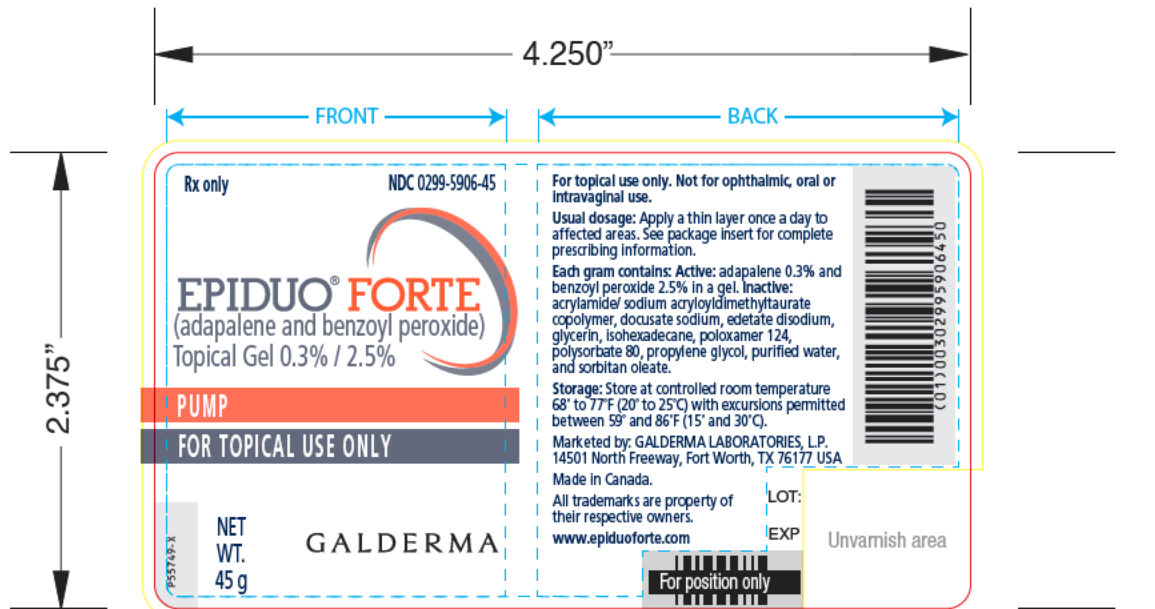 4.250”
FRONT
BACK
2.375”
Rx only
NDC 0299-5906-45
EPIDUO® FORTE
(adapalene and benzoyl peroxide)
Topical Gel 0.3% / 2.5%
PUMP
FOR TOPICAL USE ONLY
NET
WT.
45 g
GALDERMA
P55749-X
For topical use only. Not for ophthalmic, oral or
intravaginal use.
Usual dosage: Apply a thin layer once a day to
affected areas. See package insert for complete
prescribing information.
Each gram contains: Active: adapalene 0.3% and
benzoyl peroxide 2.5% in a gel. Inactive:
acrylamide/ sodium acryloyldimethyltaurate
copolymer, docusate sodium, edetate disodium,
glycerin, isohexadecane, poloxamer 124,
polysorbate 80, propylene glycol, purified water,
and sorbitan oleate.
Storage: Store at controlled room temperature
68° to 77°F (20° to 25°C) with excursions permitted
between 59° and 86°F (15° and 30°C).
Marketed by: GALDERMA LABORATORIES, L.P.
14501 North Freeway, Fort Worth, TX 76177 USA
Made in Canada.
All trademarks are property of
their respective owners.
www.epiduoforte.com
(01)00302995906450
LOT:
EXP
Unvarnish area
For position only